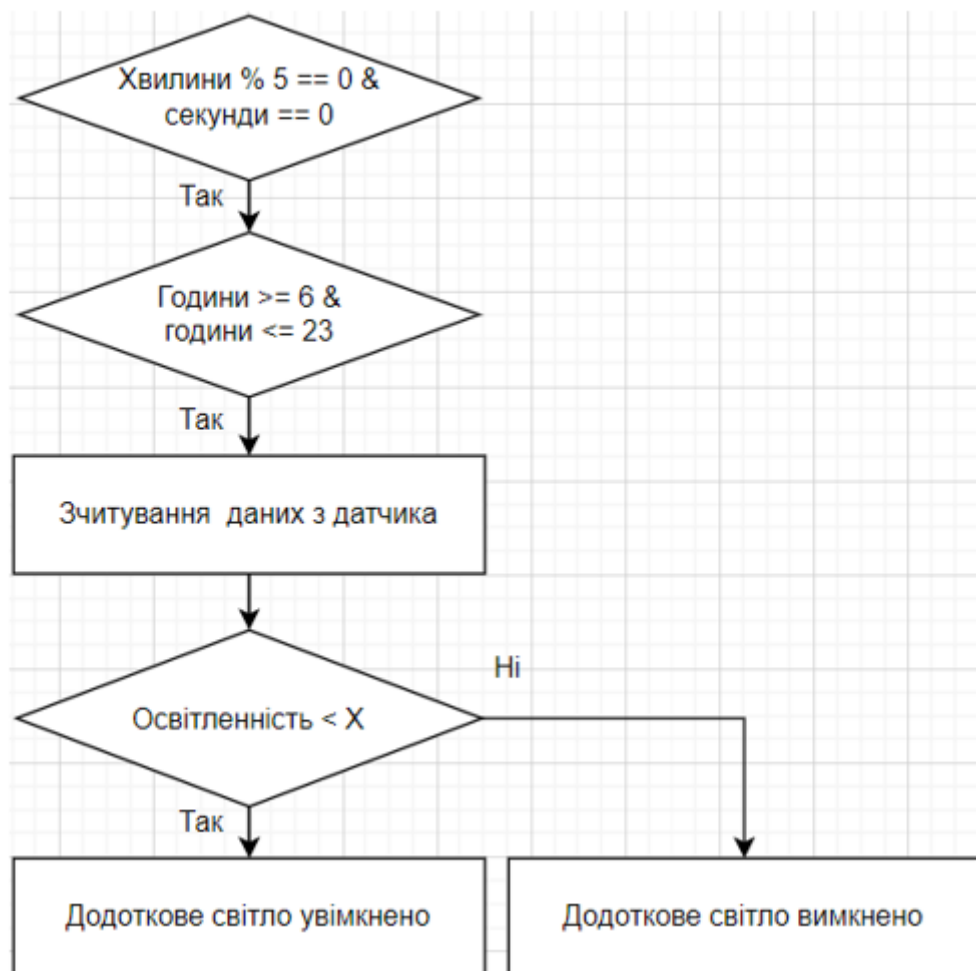 Хвилини % 5 == 0 &
секунди == 0
Так
Години >= 6 &
години <= 23
Так
Зчитування даних з датчика
Ні
Освітленність < X
Так
Додоткове світло увімкнено
Додоткове світло вимкнено